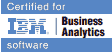 Certified for
IBM Business
Analytics
software